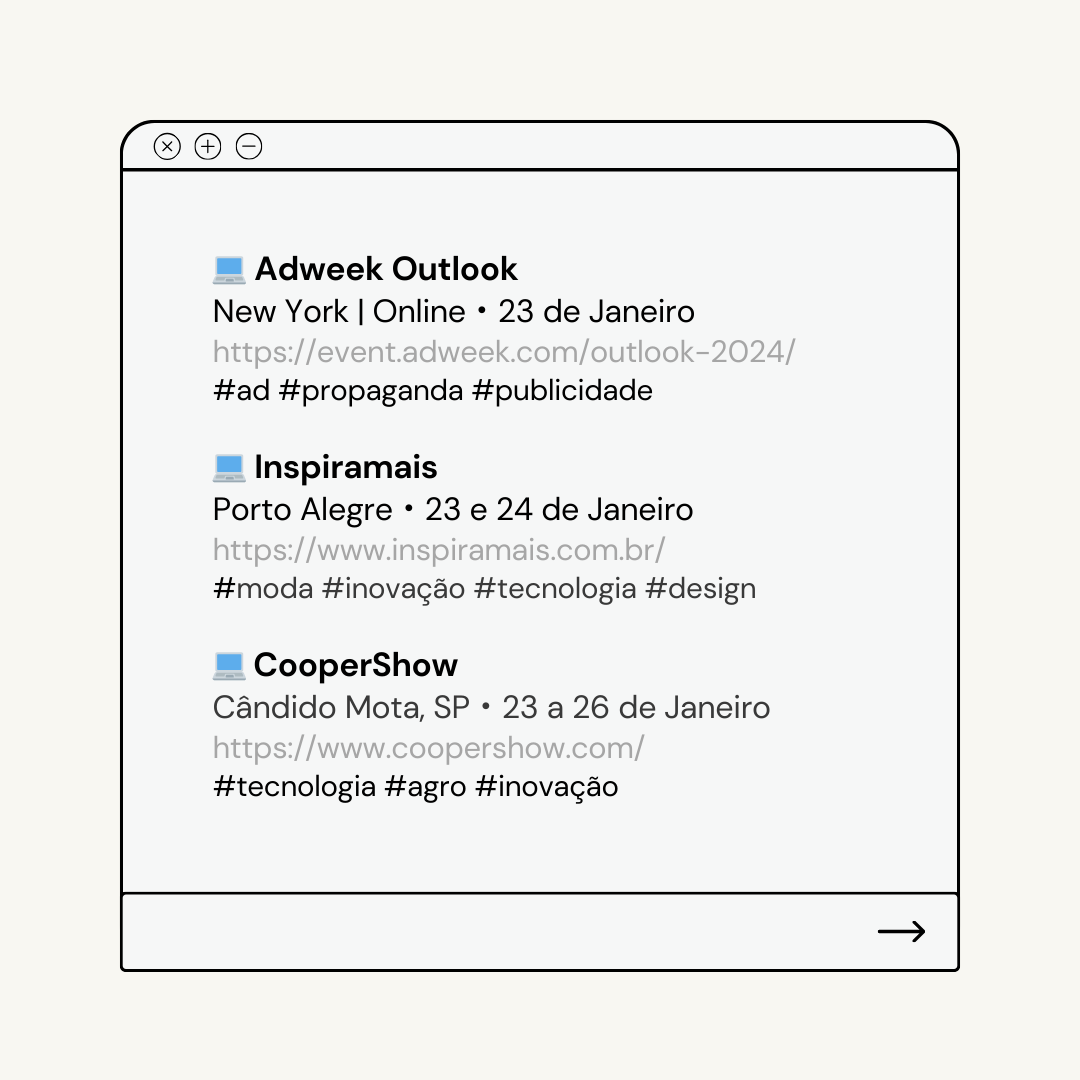 💻 Adweek Outlook
New York | Online • 23 de Janeiro
https://event.adweek.com/outlook-2024/
#ad #propaganda #publicidade
💻 Inspiramais
Porto Alegre • 23 e 24 de Janeiro
https://www.inspiramais.com.br/
#moda #inovação #tecnologia #design
💻 CooperShow
Cândido Mota, SP • 23 a 26 de Janeiro
https://www.coopershow.com/
#tecnologia #agro #inovação